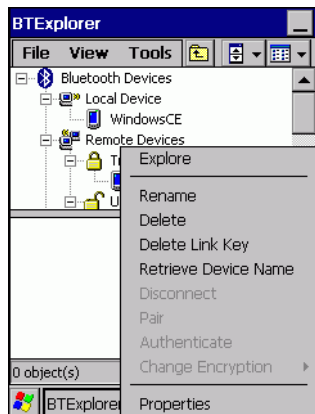 BTExplorer
File View Tools
Bluetooth Devices
Local Device
WindowsCE
Remote Devices
Explore
Rename
Delete
Delete Link Key
Retrieve Device Name
Disconnect
Pair
Authenticate
Change Encryption
0 object(s)
BTExplorer
Properties